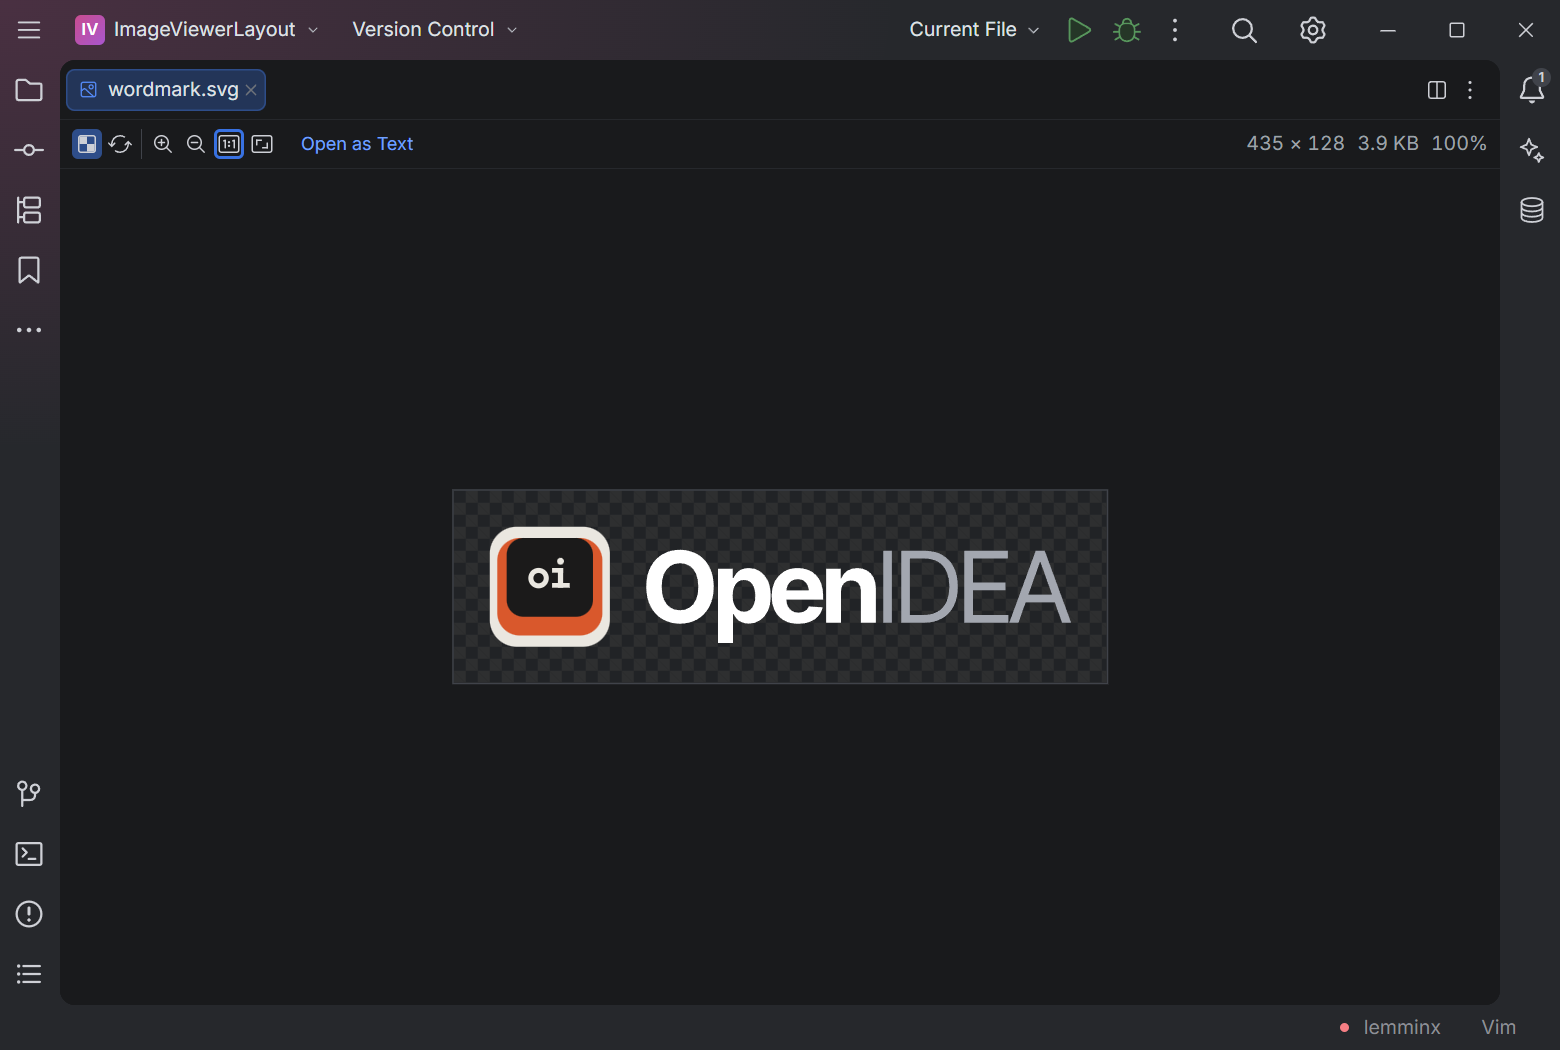 IV ImageViewerLayout Version Control Current File
wordmark.svg 1
1:1 Open as Text 435 × 128 3.9 KB 100%
oi OpenIDEA
lemminx Vim